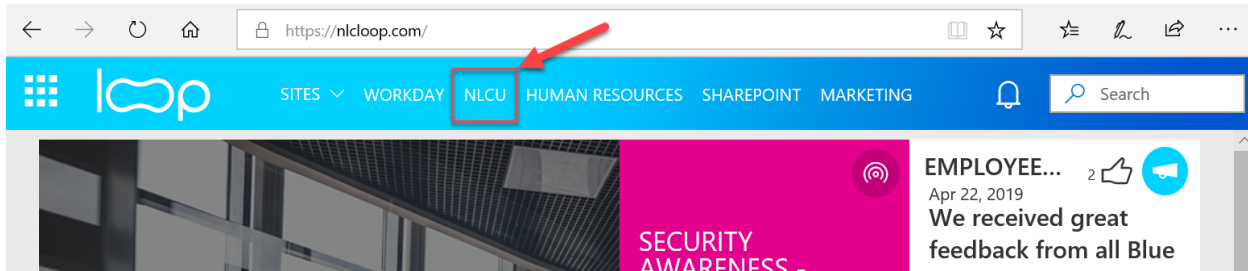 https://nlcloop.com/
loop
SITES WORKDAY NLCU HUMAN RESOURCES SHAREPOINT MARKETING
Search
SECURITY
AWARENESS -
EMPLOYEE... 2
Apr 22, 2019
We received great
feedback from all Blue